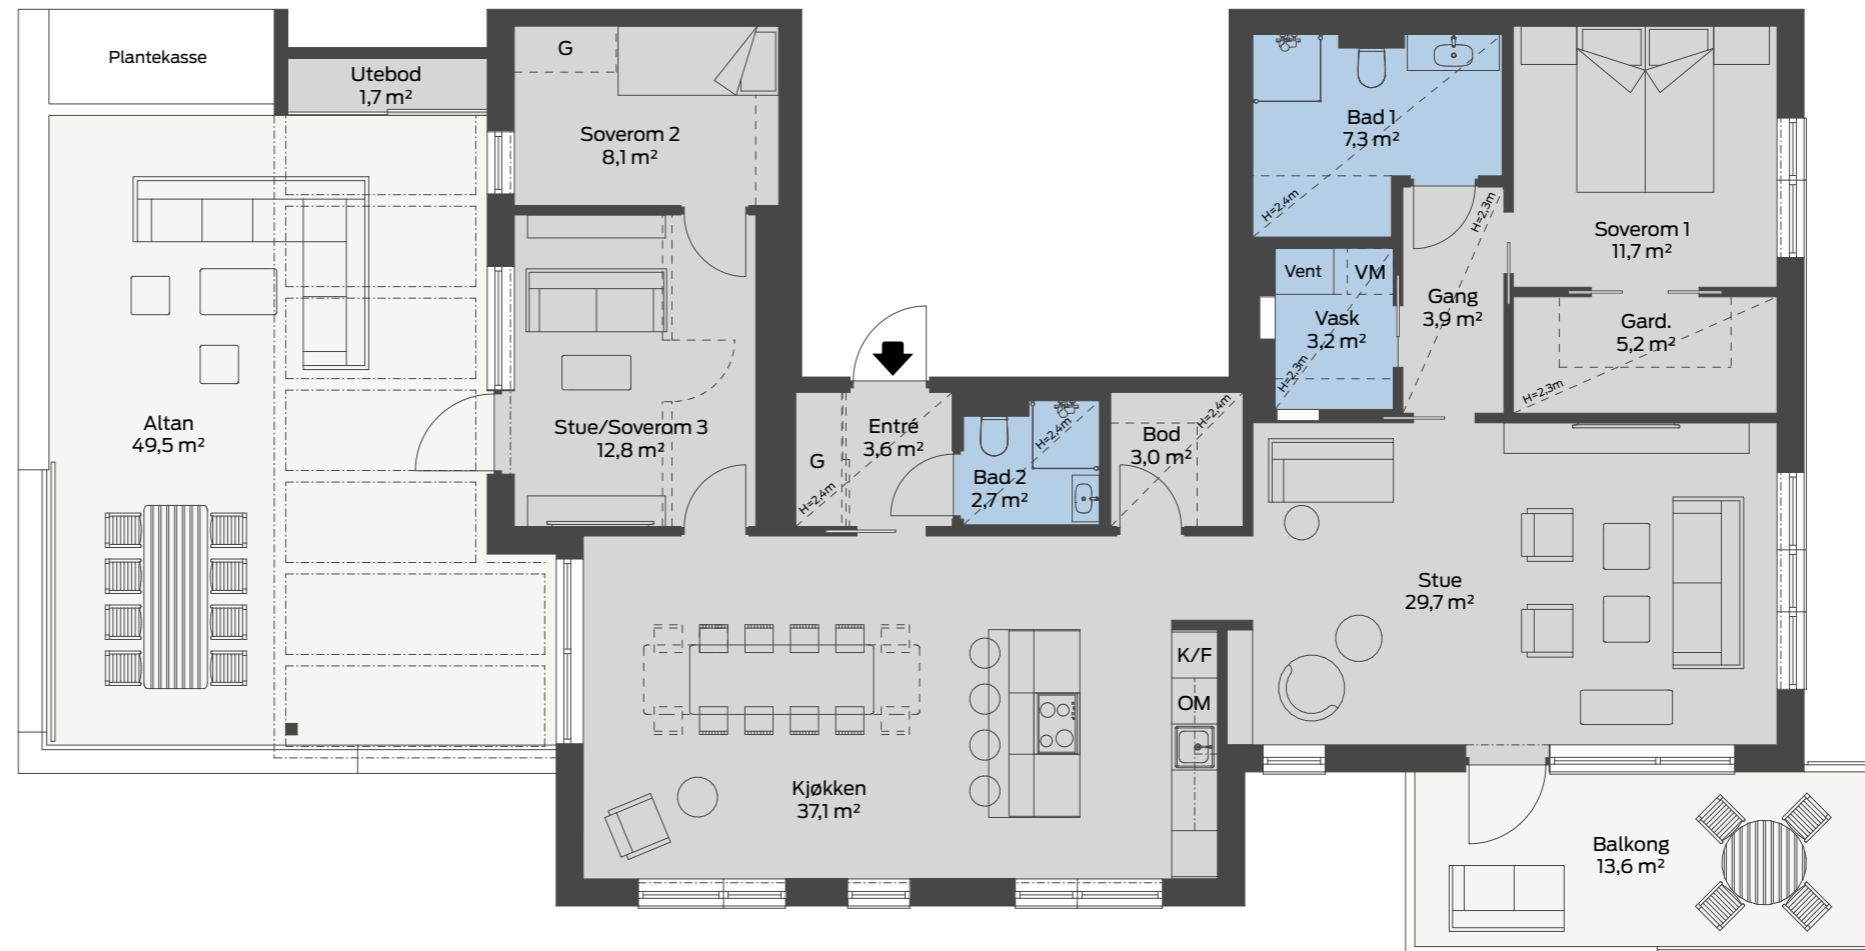 Plantekasse
Utebod
1,7 m²
G
Soverom 2
8,1 m²
Bad 1
7,3 m²
H=2,4m
H=2,3m
Soverom 1
11,7 m²
Vent
VM
Vask
3,2 m²
H=2,3m
Gang
3,9 m²
Gard.
5,2 m²
H=2,3m
Altan
49,5 m²
Stue/Soverom 3
12,8 m²
G
Entré
3,6 m²
H=2,4m
Bad 2
2,7 m²
H=2,4m
Bod
3,0 m²
H=2,4m
Stue
29,7 m²
K/F
OM
Kjøkken
37,1 m²
Balkong
13,6 m²